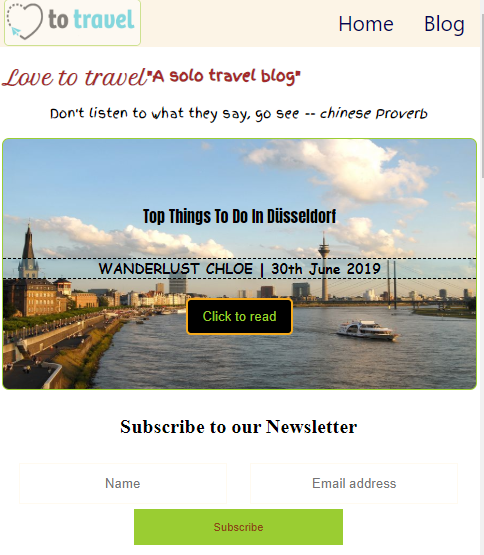 to travel
Home Blog
Love to travel"A solo travel blog"
Don't listen to what they say, go see -- chinese Proverb
Top Things To Do In Düsseldorf
WANDERLUST CHLOE | 30th June 2019
Click to read
Subscribe to our Newsletter
Name Email address
Subscribe